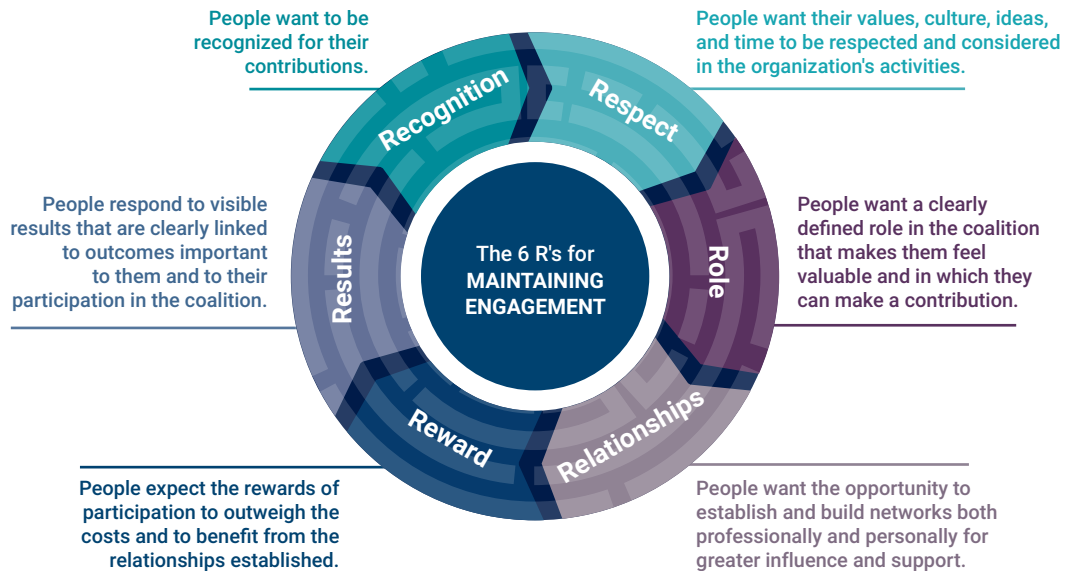 The 6 R's for
MAINTAINING
ENGAGEMENT
Recognition
People want to be
recognized for their
contributions.
Respect
People want their values, culture, ideas,
and time to be respected and considered
in the organization's activities.
Role
People want a clearly
defined role in the coalition
that makes them feel
valuable and in which they
can make a contribution.
Relationships
People want the opportunity to
establish and build networks both
professionally and personally for
greater influence and support.
Reward
People expect the rewards of
participation to outweigh the
costs and to benefit from the
relationships established.
Results
People respond to visible
results that are clearly linked
to outcomes important
to them and to their
participation in the coalition.